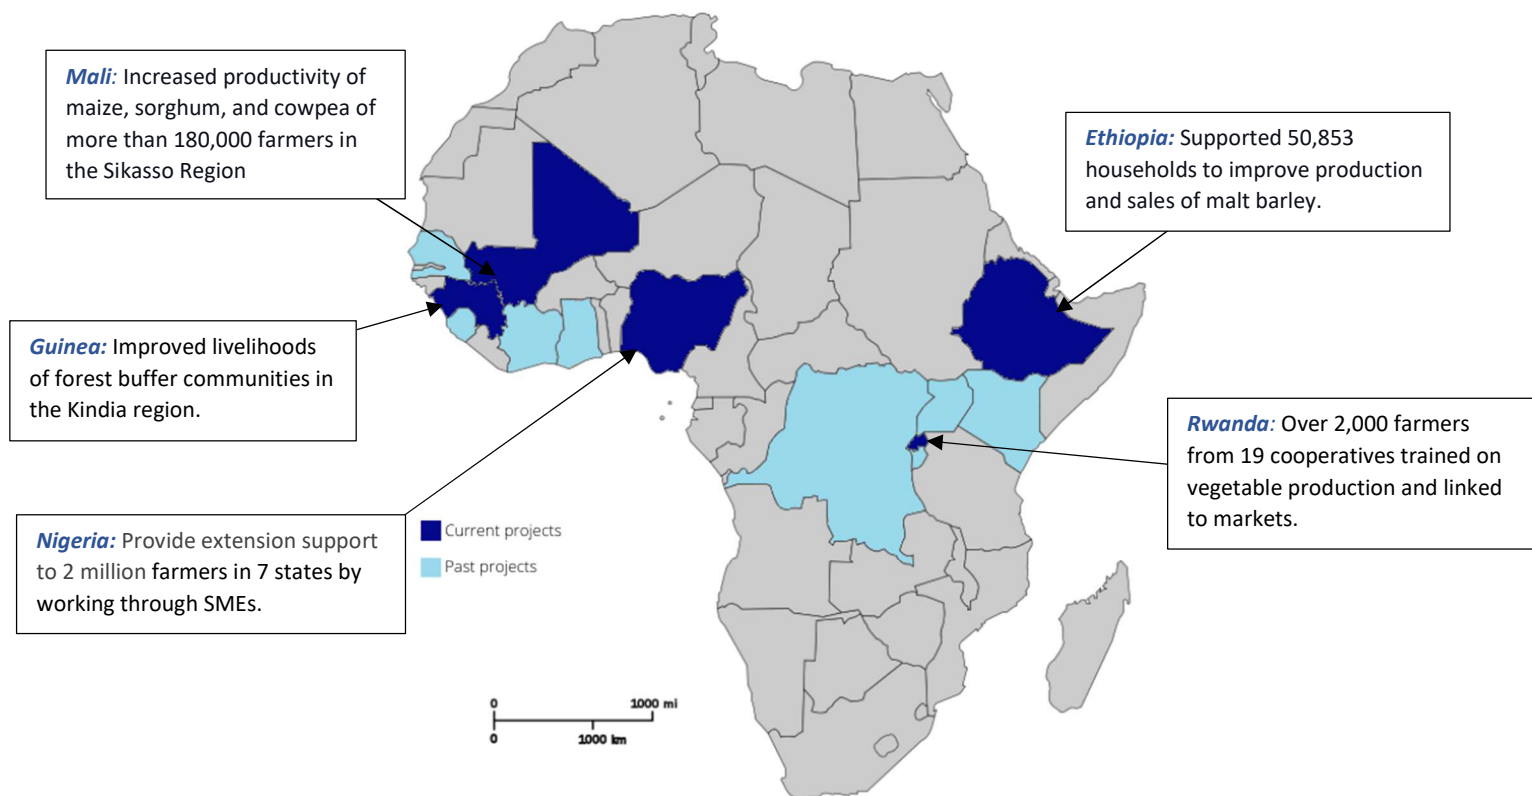 Mali: Increased productivity of
maize, sorghum, and cowpea of
more than 180,000 farmers in
the Sikasso Region
Ethiopia: Supported 50,853
households to improve production
and sales of malt barley.
Guinea: Improved livelihoods
of forest buffer communities in
the Kindia region.
Rwanda: Over 2,000 farmers
from 19 cooperatives trained on
vegetable production and linked
to markets.
Nigeria: Provide extension support
to 2 million farmers in 7 states by
working through SMEs.
Current projects
Past projects
0 1000 mi
0 1000 km